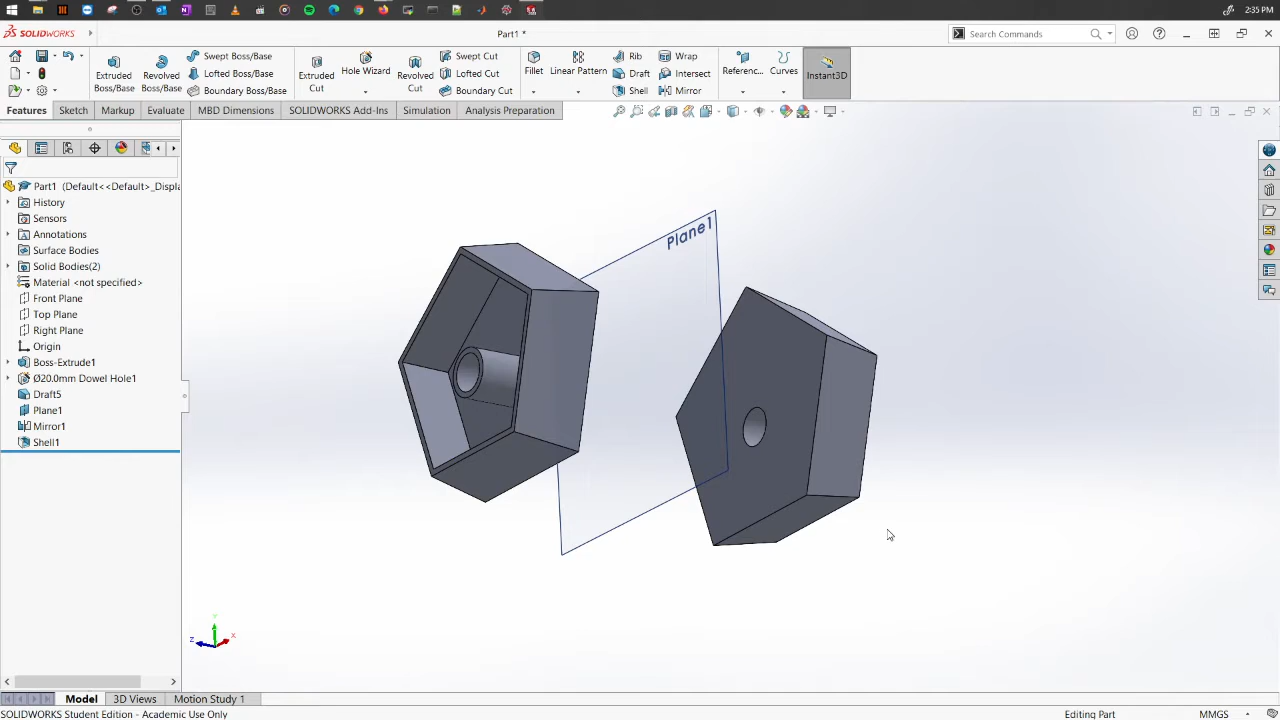 2:35 PM
SOLIDWORKS
Part1 *
Search Commands
Extruded Boss/Base
Revolved Boss/Base
Swept Boss/Base
Lofted Boss/Base
Boundary Boss/Base
Extruded Cut
Hole Wizard
Revolved Cut
Swept Cut
Lofted Cut
Boundary Cut
Fillet
Linear Pattern
Rib
Draft
Shell
Wrap
Intersect
Mirror
Referenc...
Curves
Instant3D
Features
Sketch
Markup
Evaluate
MBD Dimensions
SOLIDWORKS Add-Ins
Simulation
Analysis Preparation
Part1 (Default<<Default>_Displa
History
Sensors
Annotations
Surface Bodies
Solid Bodies(2)
Material <not specified>
Front Plane
Top Plane
Right Plane
Origin
Boss-Extrude1
Ø20.0mm Dowel Hole1
Draft5
Plane1
Mirror1
Shell1
Plane1
Y
Z
X
Model
3D Views
Motion Study 1
SOLIDWORKS Student Edition - Academic Use Only
Editing Part
MMGS